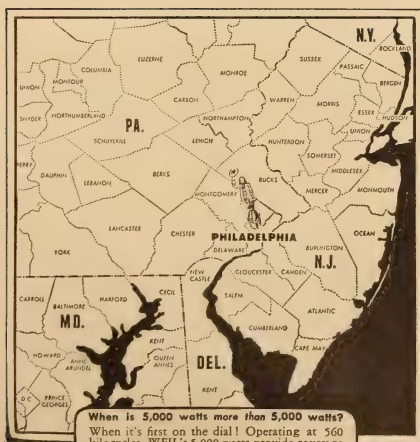 N.Y.
ROCKLAND
LUZERNE
SUSSEX
PASSAIC
COLUMBIA
MONROE
BERGEN
MONTOUR
UNION
WARREN
MORRIS
CARBON
ESSEX
HUDSON
SNYDER
NORTHUMBERLAND
NORTHAMPTON
UNION
PA.
HUNTERDON
SCHUYLKILL
LEHIGH
SOMERSET
PERRY
MIDDLESEX
BERKS
BUCKS
DAUPHIN
LEBANON
MONTGOMERY
MERCER
MONMOUTH
LANCASTER
CHESTER
PHILADELPHIA
OCEAN
YORK
DELAWARE
BURLINGTON
N.J.
NEW CASTLE
GLOUCESTER
CAMDEN
CARROLL
BALTIMORE
HARFORD
CECIL
SALEM
ATLANTIC
MD.
CUMBERLAND
HOWARD
KENT
ANNE ARUNDEL
QUEEN ANNES
DEL.
CAPE MAY
D.C.
PRINCE GEORGES
KENT
When is 5,000 watts more than 5,000 watts?
When it's first on the dial! Operating at 560